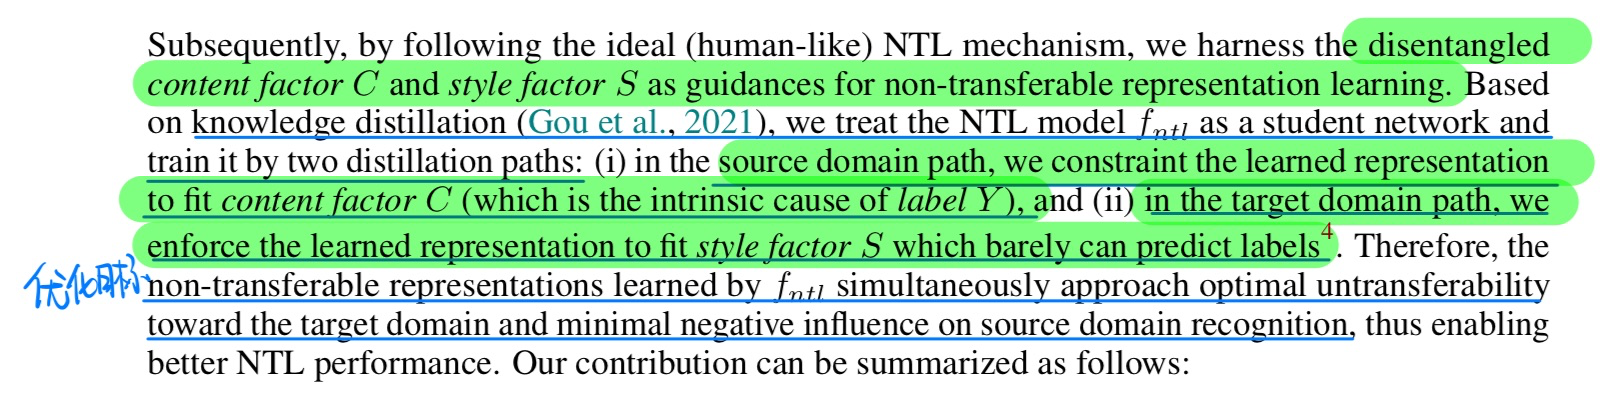 Subsequently, by following the ideal (human-like) NTL mechanism, we harness the disentangled
content factor C and style factor S as guidances for non-transferable representation learning. Based
on knowledge distillation (Gou et al., 2021), we treat the NTL model f_ntl as a student network and
train it by two distillation paths: (i) in the source domain path, we constraint the learned representation
to fit content factor C (which is the intrinsic cause of label Y), and (ii) in the target domain path, we
enforce the learned representation to fit style factor S which barely can predict labels⁴. Therefore, the
优化目标
non-transferable representations learned by f_ntl simultaneously approach optimal untransferability
toward the target domain and minimal negative influence on source domain recognition, thus enabling
better NTL performance. Our contribution can be summarized as follows: